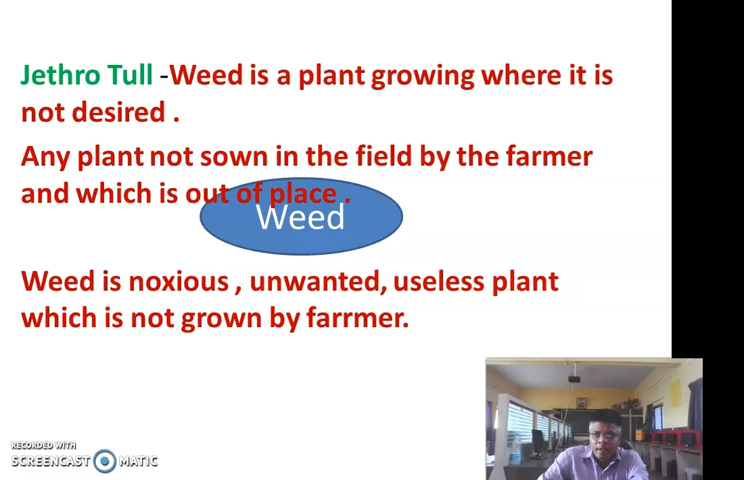 Jethro Tull -Weed is a plant growing where it is
not desired .
Any plant not sown in the field by the farmer
and which is out of place .
Weed
Weed is noxious , unwanted, useless plant
which is not grown by farrmer.
RECORDED WITH
SCREENCAST MATIC